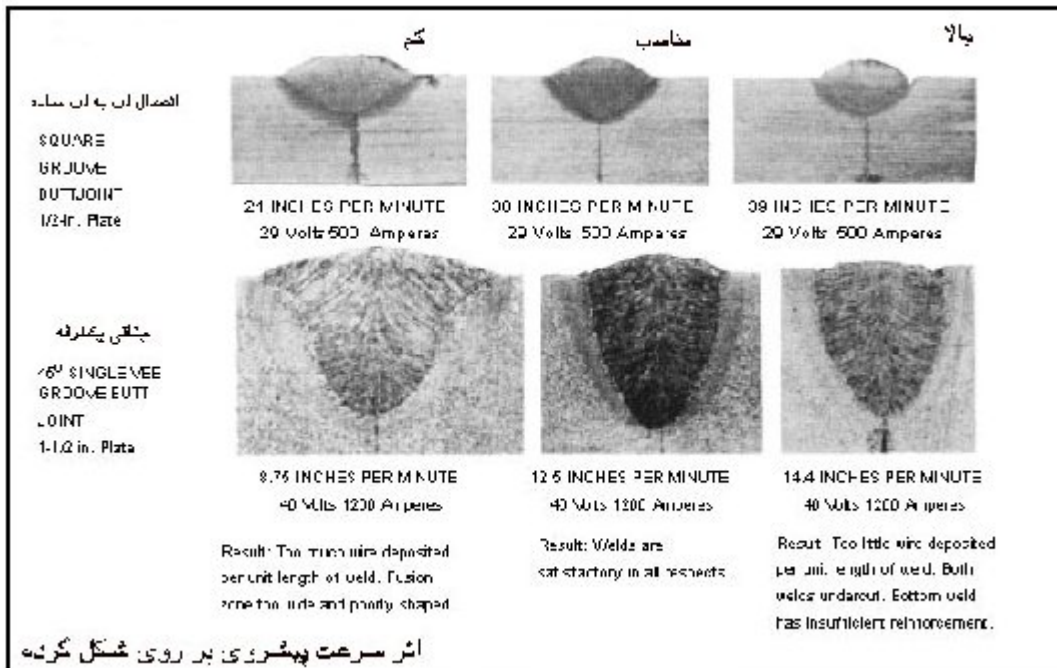 کم مناسب بالا
اتصال لب به لب ساده
SQUARE
GROOVE
BUTTJOINT
1/2-in. Plate
21 INCHES PER MINUTE 30 INCHES PER MINUTE 39 INCHES PER MINUTE
29 Volts 500 Amperes 29 Volts 500 Amperes 29 Volts 500 Amperes
جناقی یکطرفه
45º SINGLE VEE
GROOVE BUTT
JOINT
1-1/2 in. Plate
8.75 INCHES PER MINUTE 12.5 INCHES PER MINUTE 14.4 INCHES PER MINUTE
40 Volts 1200 Amperes 40 Volts 1200 Amperes 40 Volts 1200 Amperes
Result: Too much wire deposited
per unit length of weld. Fusion
zone too wide and poorly shaped
Result: Welds are
satisfactory in all respects
Result: Too little wire deposited
per unit length of weld. Both
welds undercut. Bottom weld
has insufficient reinforcement.
اثر سرعت پیشروی بر روی شکل گرده